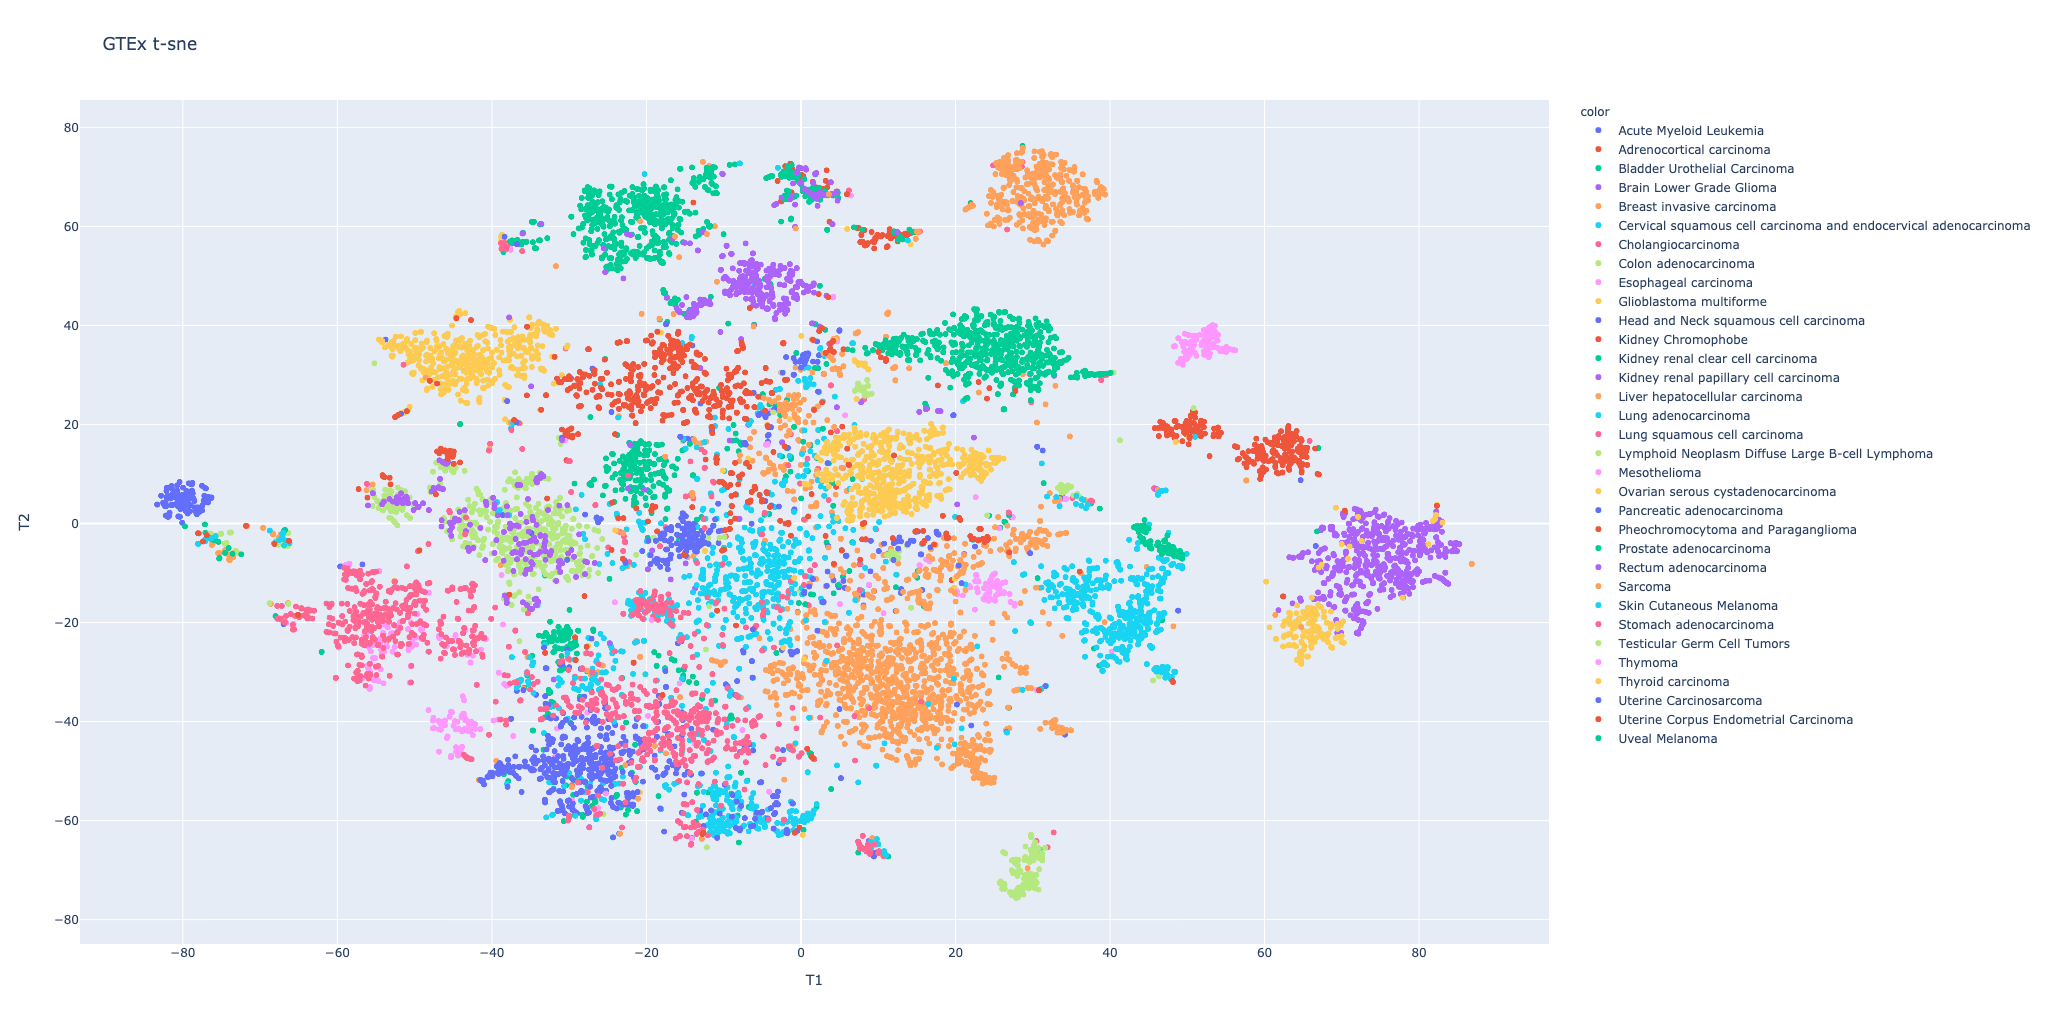 GTEx t-sne
80
60
40
20
0
−20
−40
−60
−80
T2
−80
−60
−40
−20
0
20
40
60
80
T1
color
Acute Myeloid Leukemia
Adrenocortical carcinoma
Bladder Urothelial Carcinoma
Brain Lower Grade Glioma
Breast invasive carcinoma
Cervical squamous cell carcinoma and endocervical adenocarcinoma
Cholangiocarcinoma
Colon adenocarcinoma
Esophageal carcinoma
Glioblastoma multiforme
Head and Neck squamous cell carcinoma
Kidney Chromophobe
Kidney renal clear cell carcinoma
Kidney renal papillary cell carcinoma
Liver hepatocellular carcinoma
Lung adenocarcinoma
Lung squamous cell carcinoma
Lymphoid Neoplasm Diffuse Large B-cell Lymphoma
Mesothelioma
Ovarian serous cystadenocarcinoma
Pancreatic adenocarcinoma
Pheochromocytoma and Paraganglioma
Prostate adenocarcinoma
Rectum adenocarcinoma
Sarcoma
Skin Cutaneous Melanoma
Stomach adenocarcinoma
Testicular Germ Cell Tumors
Thymoma
Thyroid carcinoma
Uterine Carcinosarcoma
Uterine Corpus Endometrial Carcinoma
Uveal Melanoma